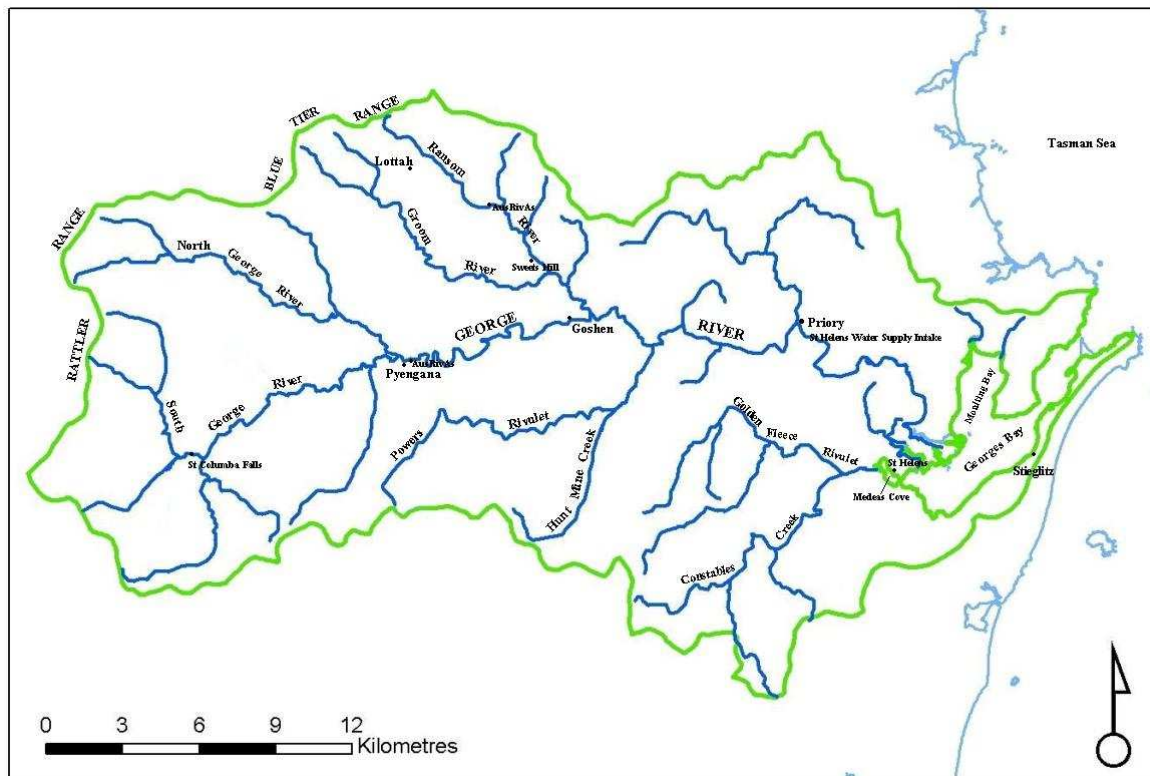 TIER RANGE
BLUE
RANGE
RATTLER
Tasman Sea
Lottah
Ransom River
AusRivAs
Groom River
Sweets Hill
North George River
GEORGE RIVER
Goshen
Priory
St Helens Water Supply Intake
Pyengana
AusRivAs
South George River
St Columba Falls
Powers Rivulet
Hunt Mine Creek
Golden Fleece Rivulet
Constables Creek
St Helens
Medeas Cove
Moulting Bay
Georges Bay
Stieglitz
0 3 6 9 12
Kilometres